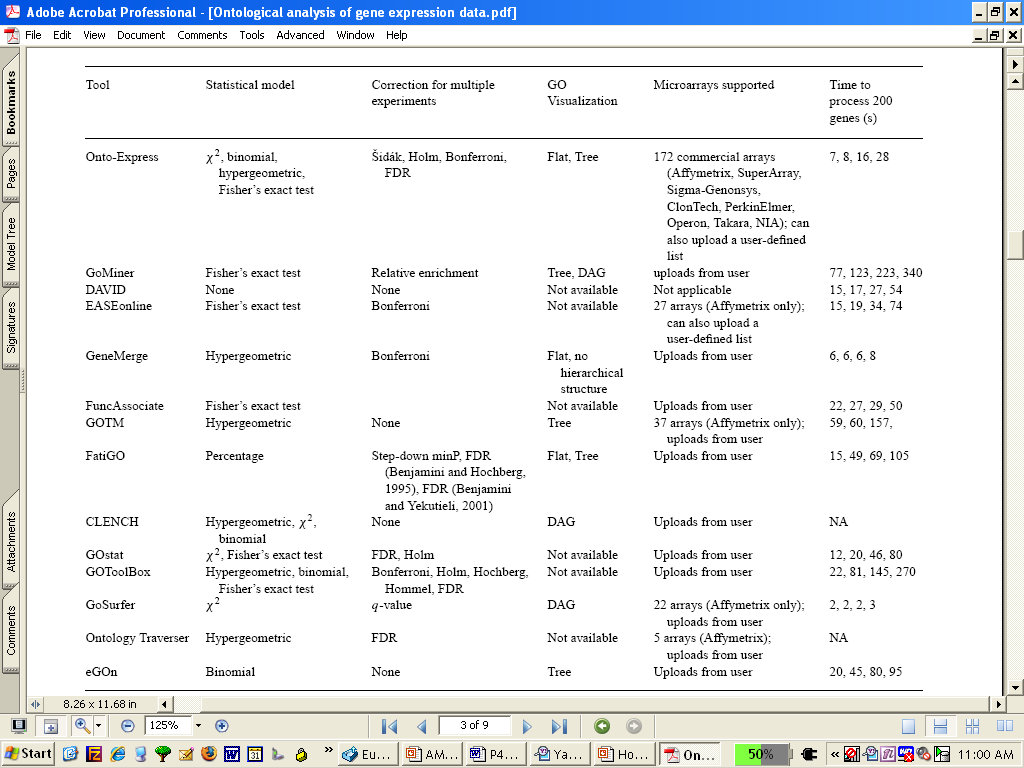 Adobe Acrobat Professional - [Ontological analysis of gene expression data.pdf]
File Edit View Document Comments Tools Advanced Window Help
Bookmarks
Pages
Model Tree
Signatures
Attachments
Comments
Tool Statistical model Correction for multiple GO Microarrays supported Time to
experiments Visualization process 200
genes (s)
Onto-Express χ², binomial, Šidák, Holm, Bonferroni, Flat, Tree 172 commercial arrays 7, 8, 16, 28
hypergeometric, FDR (Affymetrix, SuperArray,
Fisher's exact test Sigma-Genonsys,
ClonTech, PerkinElmer,
Operon, Takara, NIA); can
also upload a user-defined
list
GoMiner Fisher's exact test Relative enrichment Tree, DAG uploads from user 77, 123, 223, 340
DAVID None None Not available Not applicable 15, 17, 27, 54
EASEonline Fisher's exact test Bonferroni Not available 27 arrays (Affymetrix only); 15, 19, 34, 74
can also upload a
user-defined list
GeneMerge Hypergeometric Bonferroni Flat, no Uploads from user 6, 6, 6, 8
hierarchical
structure
FuncAssociate Fisher's exact test Not available Uploads from user 22, 27, 29, 50
GOTM Hypergeometric None Tree 37 arrays (Affymetrix only); 59, 60, 157,
uploads from user
FatiGO Percentage Step-down minP, FDR Flat, Tree Uploads from user 15, 49, 69, 105
(Benjamini and Hochberg,
1995), FDR (Benjamini
and Yekutieli, 2001)
CLENCH Hypergeometric, χ², None DAG Uploads from user NA
binomial
GOstat χ², Fisher's exact test FDR, Holm Not available Uploads from user 12, 20, 46, 80
GOToolBox Hypergeometric, binomial, Bonferroni, Holm, Hochberg, Not available Uploads from user 22, 81, 145, 270
Fisher's exact test Hommel, FDR
GoSurfer χ² q-value DAG 22 arrays (Affymetrix only); 2, 2, 2, 3
uploads from user
Ontology Traverser Hypergeometric FDR Not available 5 arrays (Affymetrix); NA
uploads from user
eGOn Binomial None Tree Uploads from user 20, 45, 80, 95
8.26 x 11.68 in
125% 3 of 9
Start Eu... AM... P4... Ya... Ho... On... 50% 11:00 AM